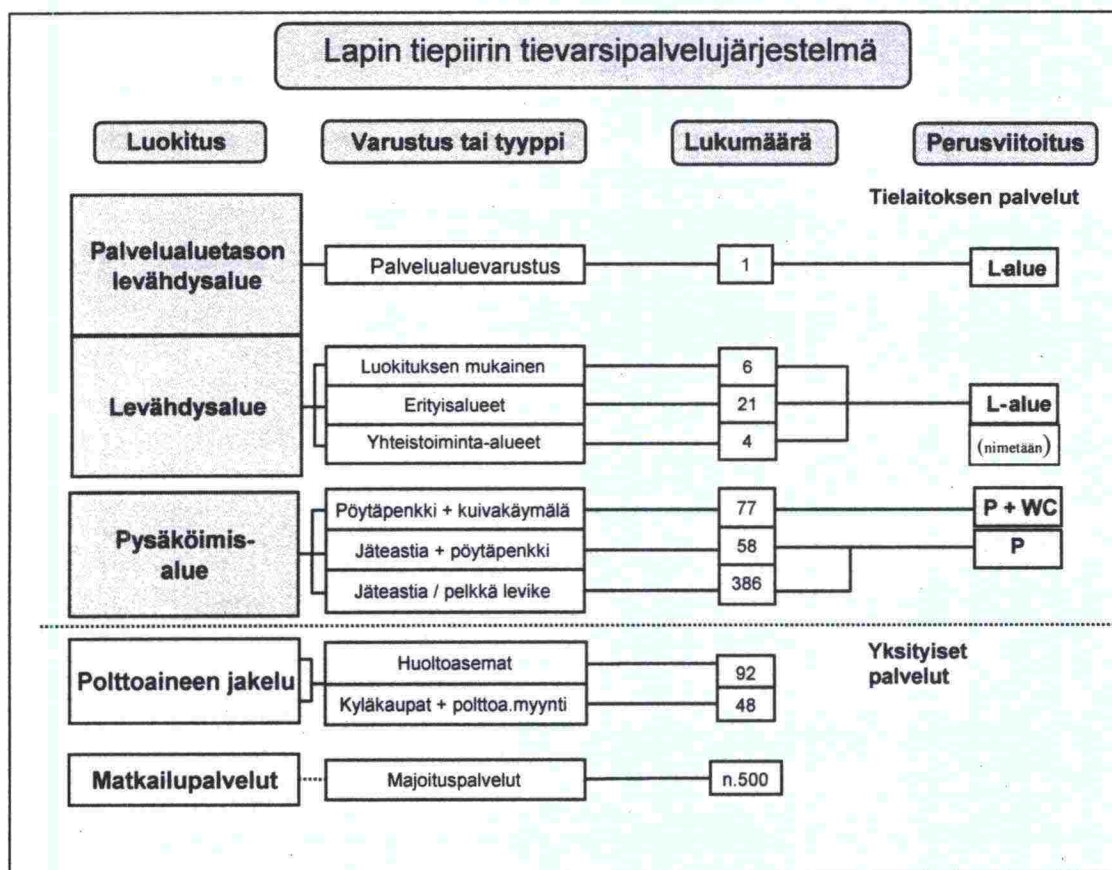 Lapin tiepiirin tievarsipalvelujärjestelmä
Luokitus
Varustus tai tyyppi
Lukumäärä
Perusviitoitus
Tielaitoksen palvelut
Palvelualuetason
levähdysalue
Palvelualuevarustus
1
L-alue
Levähdysalue
Luokituksen mukainen
6
Erityisalueet
21
L-alue
Yhteistoiminta-alueet
4
(nimetään)
Pysäköimis-
alue
Pöytäpenkki + kuivakäymälä
77
P + WC
Jäteastia + pöytäpenkki
58
P
Jäteastia / pelkkä levike
386
Yksityiset
palvelut
Polttoaineen jakelu
Huoltoasemat
92
Kyläkaupat + polttoa.myynti
48
Matkailupalvelut
Majoituspalvelut
n.500